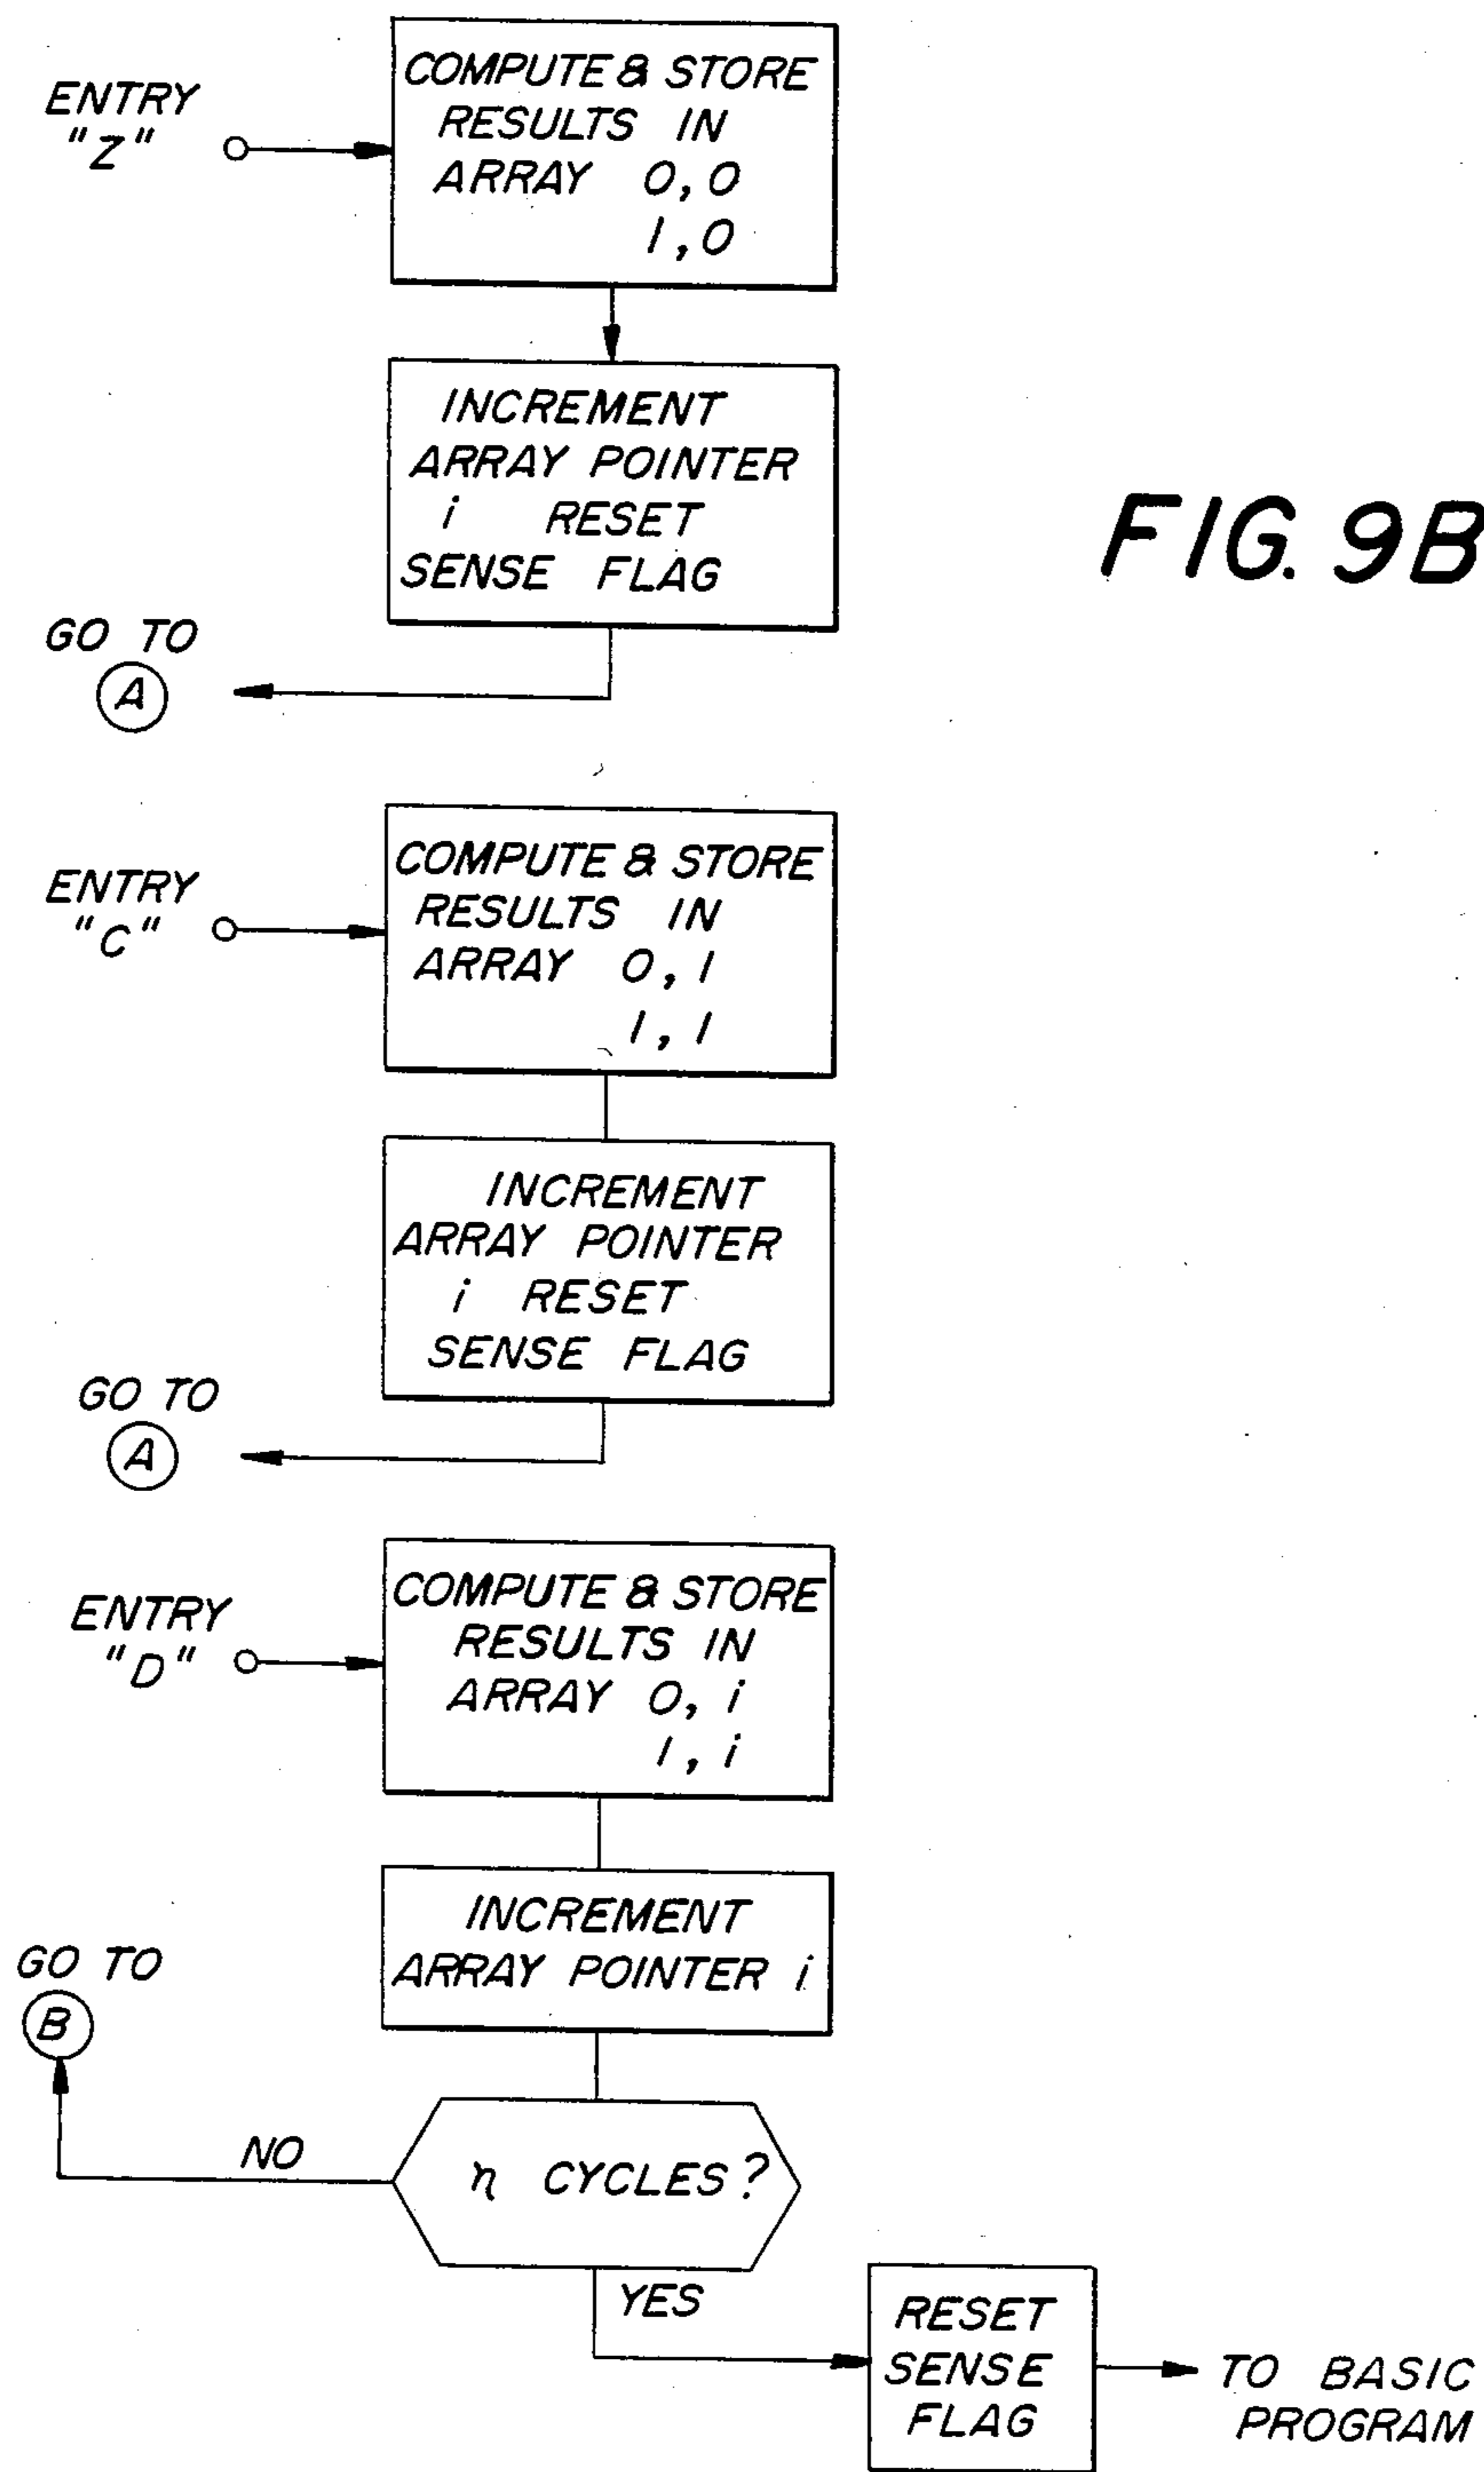 ENTRY
"Z"
COMPUTE & STORE
RESULTS IN
ARRAY 0,0
1,0
INCREMENT
ARRAY POINTER
i RESET
SENSE FLAG
FIG. 9B
GO TO
A
ENTRY
"C"
COMPUTE & STORE
RESULTS IN
ARRAY 0,1
1,1
INCREMENT
ARRAY POINTER
i RESET
SENSE FLAG
GO TO
A
ENTRY
"D"
COMPUTE & STORE
RESULTS IN
ARRAY 0,i
1,i
INCREMENT
ARRAY POINTER i
GO TO
B
NO
η CYCLES?
YES
RESET
SENSE
FLAG
TO BASIC
PROGRAM